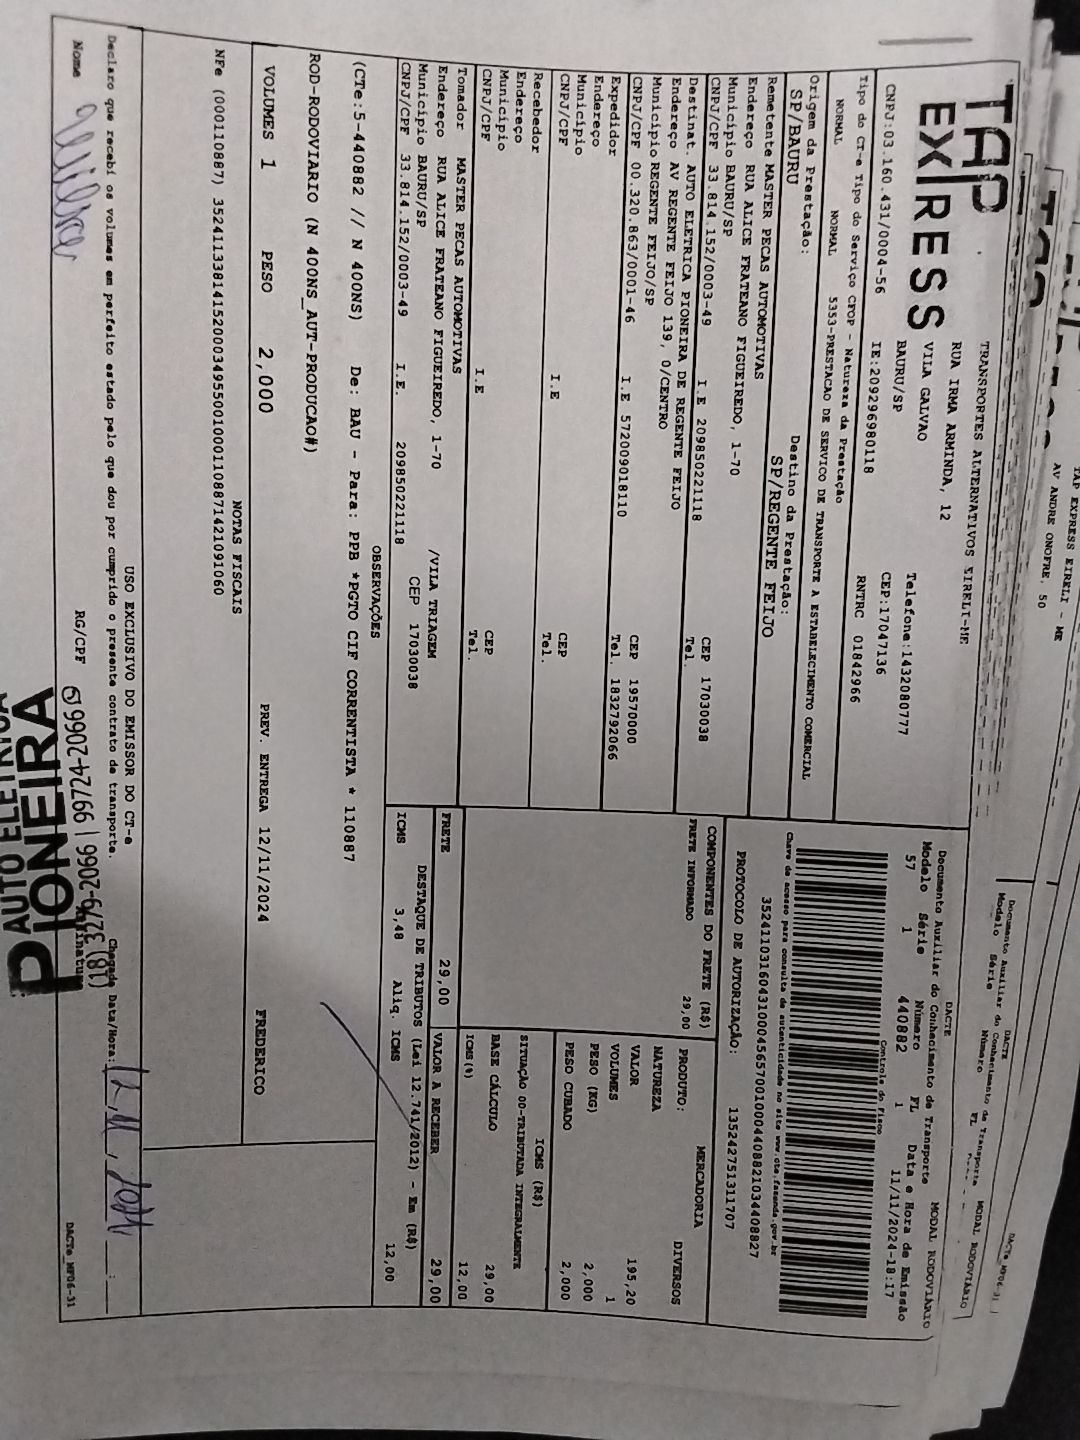 TAP
EXPRESS
TRANSPORTES ALTERNATIVOS EIRELI-ME
RUA IRMA ARMINDA, 12
VILA GALVAO
BAURU/SP
Telefone:1432080777
CEP:17047136
CNPJ:03.160.431/0004-56 IE:209296980118 RNTRC 01842966
Tipo do CT-e Tipo do Serviço CFOP - Natureza da Prestação
NORMAL NORMAL 5353-PRESTACAO DE SERVICO DE TRANSPORTE A ESTABELECIMENTO COMERCIAL
Origem da Prestação: Destino da Prestação:
SP/BAURU SP/REGENTE FEIJO
DACTE
Documento Auxiliar do Conhecimento de Transporte MODAL RODOVIÁRIO
Modelo Série Número FL Data e Hora de Emissão
57 1 440882 1 11/11/2024-18:17
Controle do Fisco
Chave de acesso para consulta de autenticidade no site www.cte.fazenda.gov.br
35241103160431000456570010004408821034408827
PROTOCOLO DE AUTORIZAÇÃO: 135242751311707
Remetente MASTER PECAS AUTOMOTIVAS
Endereço RUA ALICE FRATEANO FIGUEIREDO, 1-70
Município BAURU/SP CEP 17030038
CNPJ/CPF 33.814.152/0003-49 I.E 209850221118 Tel.
Destinat. AUTO ELETRICA PIONEIRA DE REGENTE FEIJO
Endereço AV REGENTE FEIJO 139, 0/CENTRO
Município REGENTE FEIJO/SP CEP 19570000
CNPJ/CPF 00.320.863/0001-46 I.E 572009018110 Tel. 1832792066
Expedidor
Endereço
Município CEP
CNPJ/CPF I.E Tel.
Recebedor
Endereço
Município CEP
CNPJ/CPF I.E Tel.
Tomador MASTER PECAS AUTOMOTIVAS
Endereço RUA ALICE FRATEANO FIGUEIREDO, 1-70 /VILA TRIAGEM
Município BAURU/SP CEP 17030038
CNPJ/CPF 33.814.152/0003-49 I.E. 209850221118
COMPONENTES DO FRETE (R$)
FRETE INFORMADO 29,00
PRODUTO: MERCADORIA
NATUREZA DIVERSOS
VALOR 195,20
VOLUMES 1
PESO (KG) 2,000
PESO CUBADO 2,000
ICMS (R$)
SITUAÇÃO 00-TRIBUTADA INTEGRALMENTE
BASE CÁLCULO 29,00
ICMS(%) 12,00
FRETE 29,00 VALOR A RECEBER 29,00
DESTAQUE DE TRIBUTOS (Lei 12.741/2012) - Em (R$)
ICMS 3,48 Aliq. ICMS 12,00
OBSERVAÇÕES
(CTe:5-440882 // N 400NS) De: BAU - Para: PPB *PGTO CIF CORRENTISTA * 110887
ROD-RODOVIARIO (N 400NS_AUT-PRODUCAO#)
VOLUMES 1 PESO 2,000 PREV. ENTREGA 12/11/2024 FREDERICO
NOTAS FISCAIS
NFe (000110887) 35241133814152000349550010001108871421091060
USO EXCLUSIVO DO EMISSOR DO CT-e
Declaro que recebi os volumes em perfeito estado pelo que dou por cumprido o presente contrato de transporte. Chegada Data/Hora:
Nome RG/CPF
DACTe_MF06-31
(18) 3279-2066 | 99724-2066
PIONEIRA
AUTO ELETRICA
TAP EXPRESS EIRELI - ME
AV ANDRE ONOFRE, 50
DACTE
Documento Auxiliar do Conhecimento de Transporte MODAL RODOVIÁRIO
Modelo Série Número FL